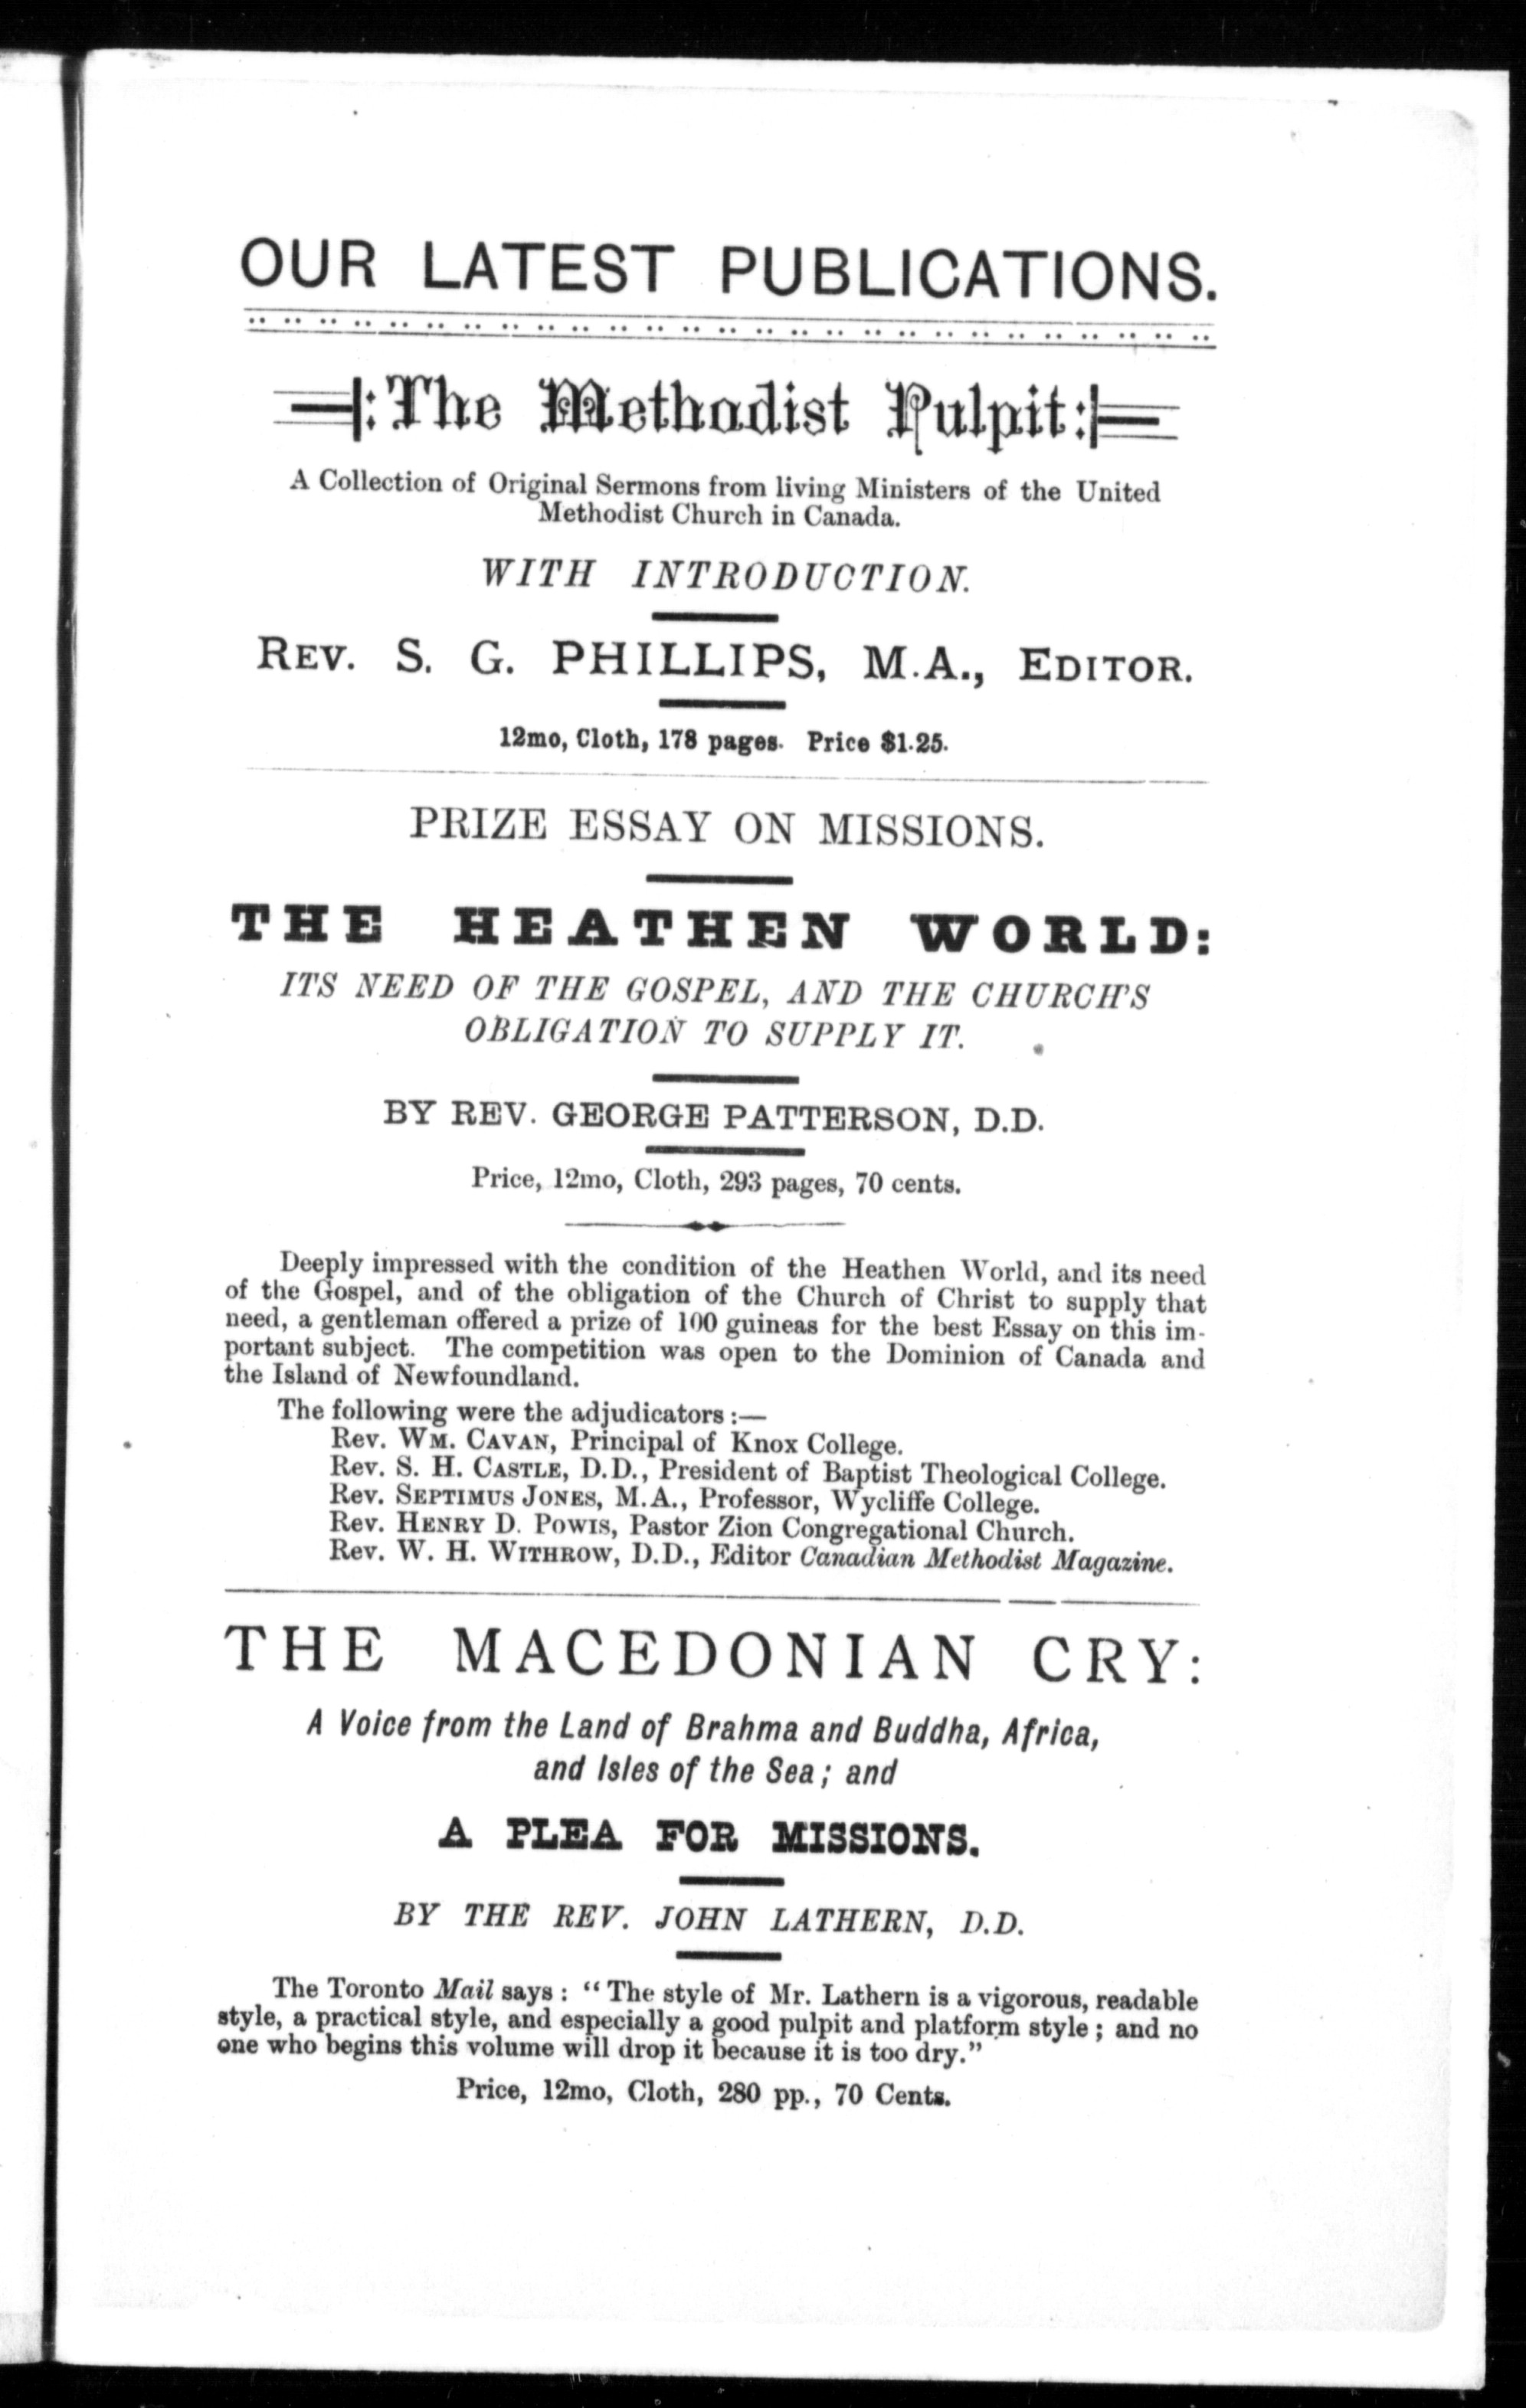 OUR LATEST PUBLICATIONS.
The Methodist Pulpit:
A Collection of Original Sermons from living Ministers of the United
Methodist Church in Canada.
WITH INTRODUCTION.
REV. S. G. PHILLIPS, M.A., EDITOR.
12mo, Cloth, 178 pages. Price $1.25.
PRIZE ESSAY ON MISSIONS.
THE HEATHEN WORLD:
ITS NEED OF THE GOSPEL, AND THE CHURCH'S
OBLIGATION TO SUPPLY IT.
BY REV. GEORGE PATTERSON, D.D.
Price, 12mo, Cloth, 293 pages, 70 cents.
Deeply impressed with the condition of the Heathen World, and its need
of the Gospel, and of the obligation of the Church of Christ to supply that
need, a gentleman offered a prize of 100 guineas for the best Essay on this im-
portant subject. The competition was open to the Dominion of Canada and
the Island of Newfoundland.
The following were the adjudicators :—
Rev. WM. CAVAN, Principal of Knox College.
Rev. S. H. CASTLE, D.D., President of Baptist Theological College.
Rev. SEPTIMUS JONES, M.A., Professor, Wycliffe College.
Rev. HENRY D. POWIS, Pastor Zion Congregational Church.
Rev. W. H. WITHROW, D.D., Editor Canadian Methodist Magazine.
THE MACEDONIAN CRY:
A Voice from the Land of Brahma and Buddha, Africa,
and Isles of the Sea; and
A PLEA FOR MISSIONS.
BY THE REV. JOHN LATHERN, D.D.
The Toronto Mail says : " The style of Mr. Lathern is a vigorous, readable
style, a practical style, and especially a good pulpit and platform style ; and no
one who begins this volume will drop it because it is too dry."
Price, 12mo, Cloth, 280 pp., 70 Cents.